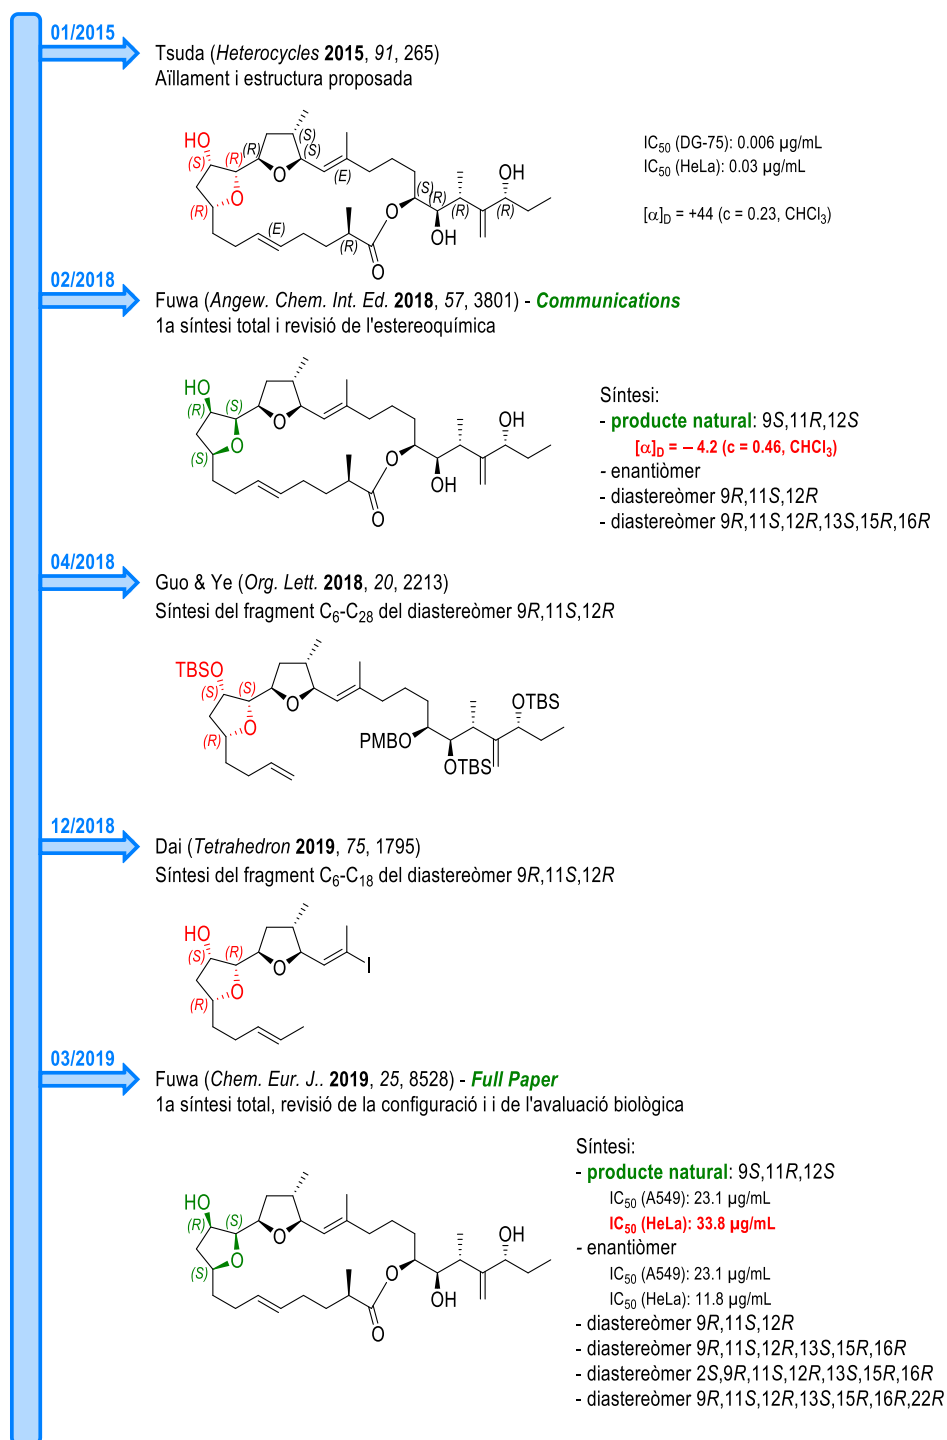 01/2015
Tsuda (Heterocycles 2015, 91, 265)
Aïllament i estructura proposada
HO
(S)
(R)
(R)
O
(R)
O
(S)
(S)
(E)
(E)
(R)
O
O
(S)
(R)
OH
(R)
OH
(R)
IC50 (DG-75): 0.006 µg/mL
IC50 (HeLa): 0.03 µg/mL
[α]D = +44 (c = 0.23, CHCl3)
02/2018
Fuwa (Angew. Chem. Int. Ed. 2018, 57, 3801) - Communications
1a síntesi total i revisió de l'estereoquímica
HO
(R)
(S)
(S)
O
O
O
O
OH
OH
Síntesi:
- producte natural: 9S,11R,12S
[α]D = – 4.2 (c = 0.46, CHCl3)
- enantiòmer
- diastereòmer 9R,11S,12R
- diastereòmer 9R,11S,12R,13S,15R,16R
04/2018
Guo & Ye (Org. Lett. 2018, 20, 2213)
Síntesi del fragment C6-C28 del diastereòmer 9R,11S,12R
TBSO
(S)
(S)
(R)
O
O
PMBO
OTBS
OTBS
12/2018
Dai (Tetrahedron 2019, 75, 1795)
Síntesi del fragment C6-C18 del diastereòmer 9R,11S,12R
HO
(S)
(R)
(R)
O
O
I
03/2019
Fuwa (Chem. Eur. J.. 2019, 25, 8528) - Full Paper
1a síntesi total, revisió de la configuració i i de l'avaluació biològica
HO
(R)
(S)
(S)
O
O
O
O
OH
OH
Síntesi:
- producte natural: 9S,11R,12S
IC50 (A549): 23.1 µg/mL
IC50 (HeLa): 33.8 µg/mL
- enantiòmer
IC50 (A549): 23.1 µg/mL
IC50 (HeLa): 11.8 µg/mL
- diastereòmer 9R,11S,12R
- diastereòmer 9R,11S,12R,13S,15R,16R
- diastereòmer 2S,9R,11S,12R,13S,15R,16R
- diastereòmer 9R,11S,12R,13S,15R,16R,22R